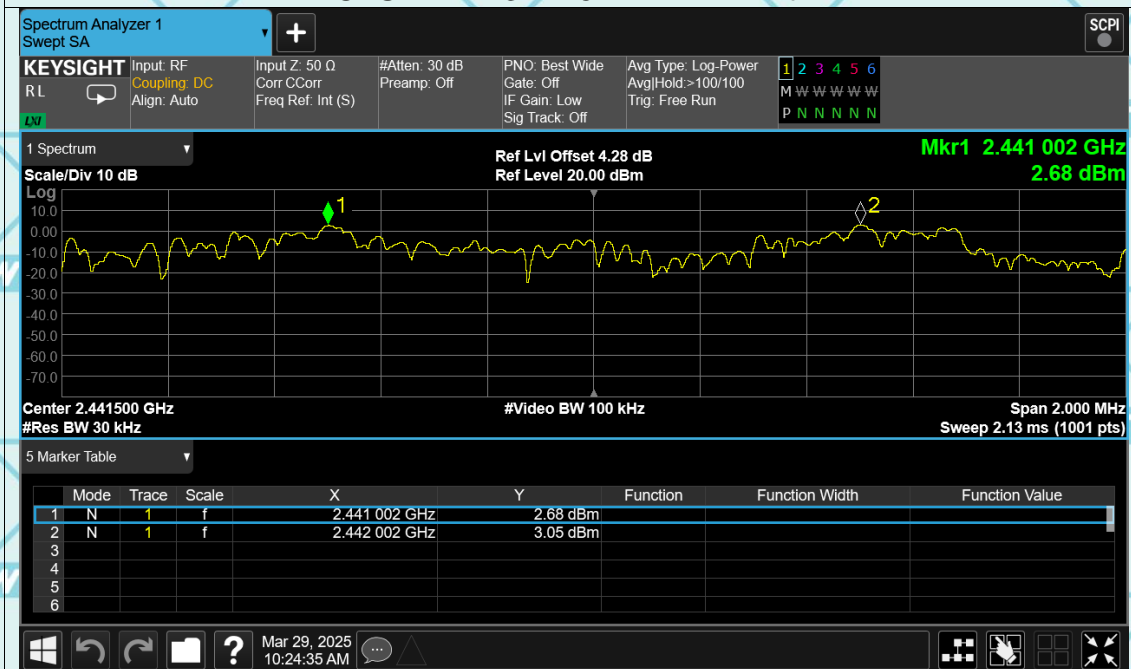 Spectrum Analyzer 1
Swept SA
+
SCPI
KEYSIGHT
R L
LXI
Input: RF
Coupling: DC
Align: Auto
Input Z: 50 Ω
Corr CCorr
Freq Ref: Int (S)
#Atten: 30 dB
Preamp: Off
PNO: Best Wide
Gate: Off
IF Gain: Low
Sig Track: Off
Avg Type: Log-Power
Avg|Hold:>100/100
Trig: Free Run
1 2 3 4 5 6
M W W W W W
P N N N N N
1 Spectrum
Scale/Div 10 dB
Ref Lvl Offset 4.28 dB
Ref Level 20.00 dBm
Mkr1 2.441 002 GHz
2.68 dBm
Log
10.0
0.00
-10.0
-20.0
-30.0
-40.0
-50.0
-60.0
-70.0
1
2
Center 2.441500 GHz
#Res BW 30 kHz
#Video BW 100 kHz
Span 2.000 MHz
Sweep 2.13 ms (1001 pts)
5 Marker Table
Mode Trace Scale X Y Function Function Width Function Value
1 N 1 f 2.441 002 GHz 2.68 dBm
2 N 1 f 2.442 002 GHz 3.05 dBm
3
4
5
6
?
Mar 29, 2025
10:24:35 AM